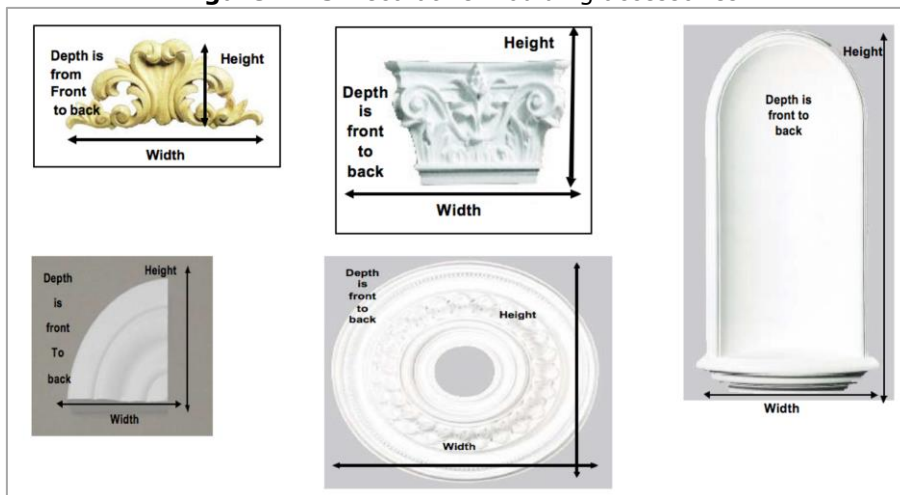 Depth is
from
Front
to back
Height
Width
Height
Depth
is
front
to
back
Width
Height
Depth is
front to
back
Width
Depth
is
front
To
back
Height
Width
Depth
is
front
to
back
Height
Width